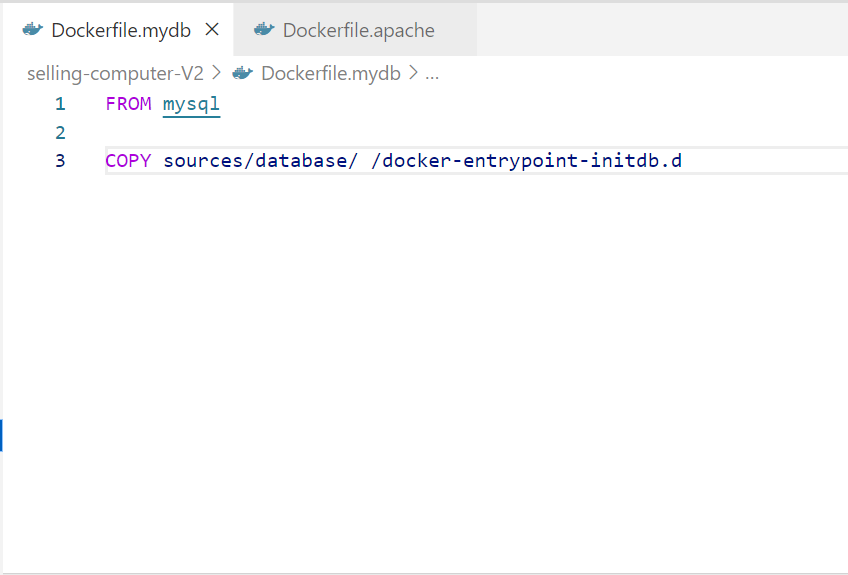 Dockerfile.mydb Dockerfile.apache
selling-computer-V2 > Dockerfile.mydb > ...
1 FROM mysql
2
3 COPY sources/database/ /docker-entrypoint-initdb.d